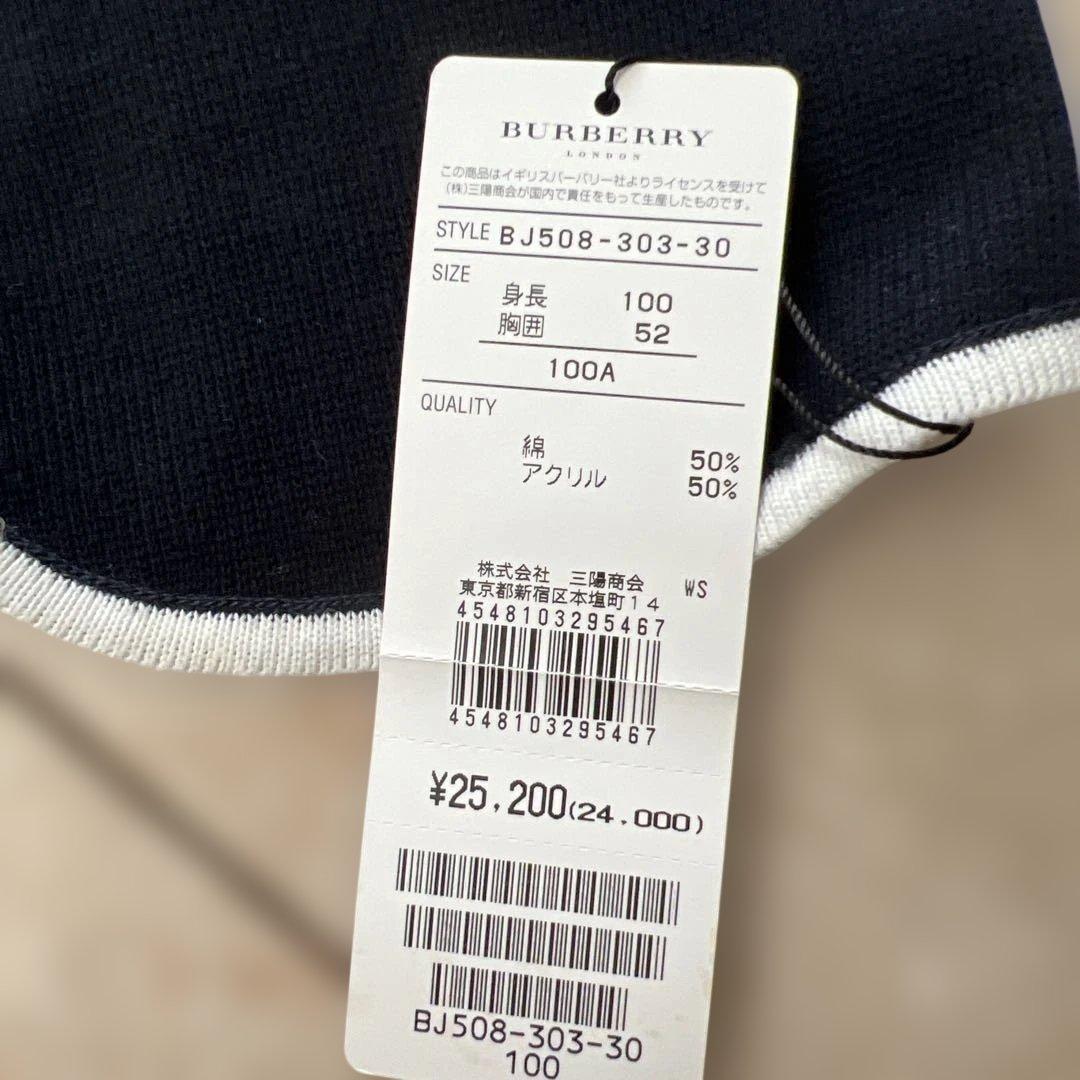 BURBERRY
LONDON
この商品はイギリスバーバリー社よりライセンスを受けて
(株)三陽商会が国内で責任をもって生産したものです。
STYLE BJ508-303-30
SIZE
身長 100
胸囲 52
100A
QUALITY
綿 50%
アクリル 50%
株式会社 三陽商会 WS
東京都新宿区本塩町14
4548103295467
4548103295467
¥25,200(24,000)
BJ508-303-30
100